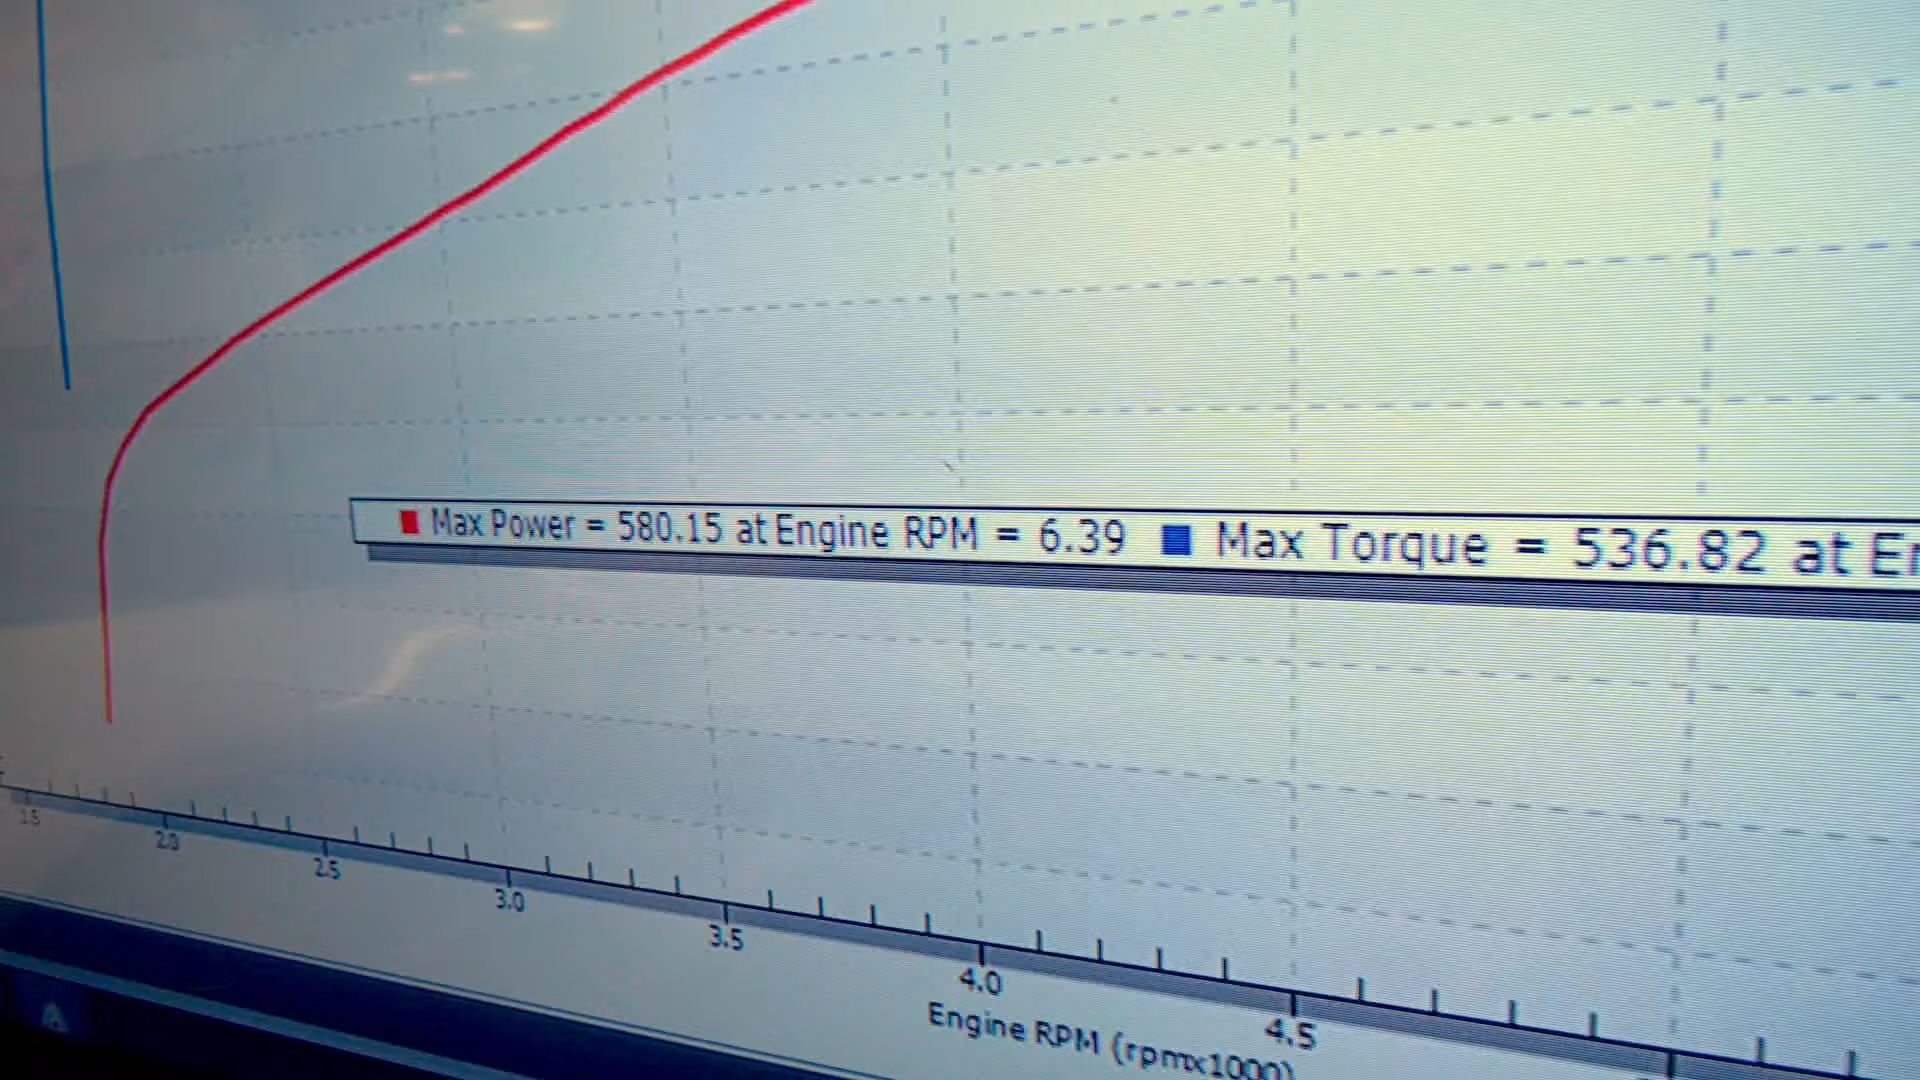 Max Power = 580.15 at Engine RPM = 6.39 Max Torque = 536.82 at En
1.5 2.0 2.5 3.0 3.5 4.0 4.5
Engine RPM (rpmx1000)